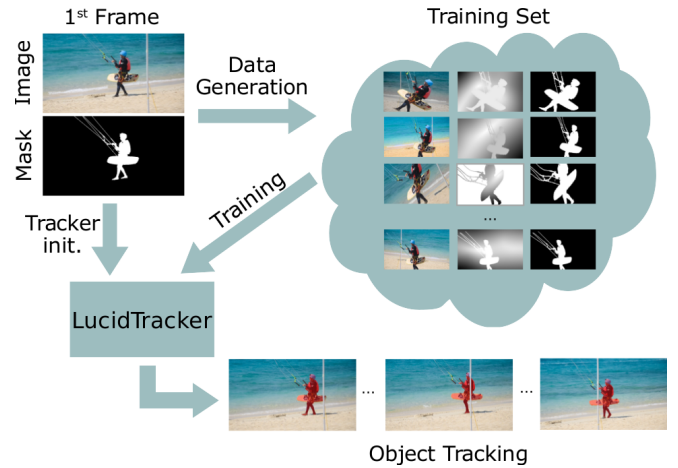 1st Frame
Training Set
Image
Mask
Data
Generation
...
Training
Tracker
init.
LucidTracker
...
...
Object Tracking